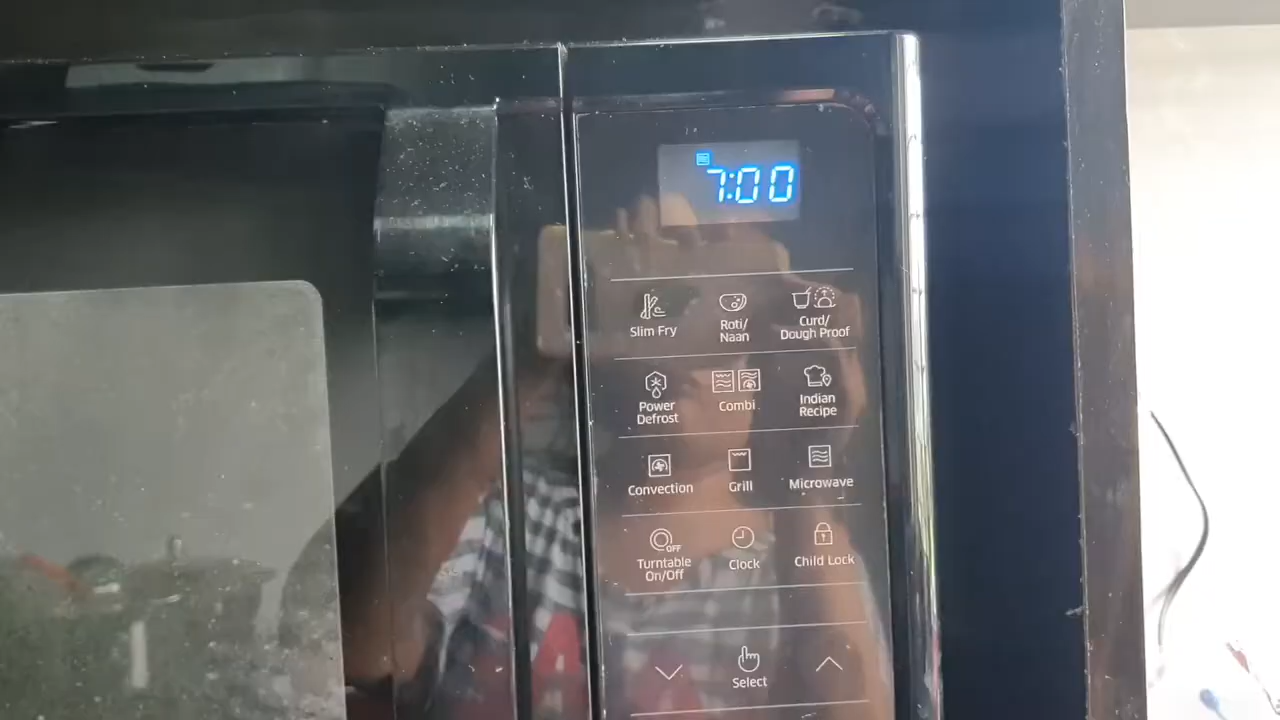 7:00
Slim Fry
Roti/
Naan
Curd/
Dough Proof
Power
Defrost
Combi
Indian
Recipe
Convection
Grill
Microwave
OFF
Turntable
On/Off
Clock
Child Lock
Select